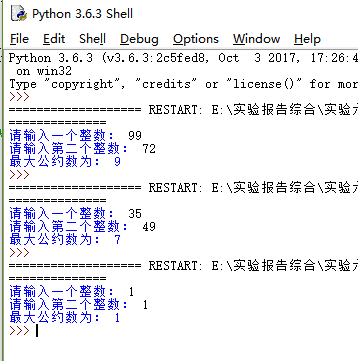 Python 3.6.3 Shell
File Edit Shell Debug Options Window Help
Python 3.6.3 (v3.6.3:2c5fed8, Oct 3 2017, 17:26:4
on win32
Type "copyright", "credits" or "license()" for mor
>>>
=================== RESTART: E:\实验报告综合\实验六
==============
请输入一个整数: 99
请输入第二个整数: 72
最大公约数为: 9
>>>
=================== RESTART: E:\实验报告综合\实验六
==============
请输入一个整数: 35
请输入第二个整数: 49
最大公约数为: 7
>>>
=================== RESTART: E:\实验报告综合\实验六
==============
请输入一个整数: 1
请输入第二个整数: 1
最大公约数为: 1
>>>